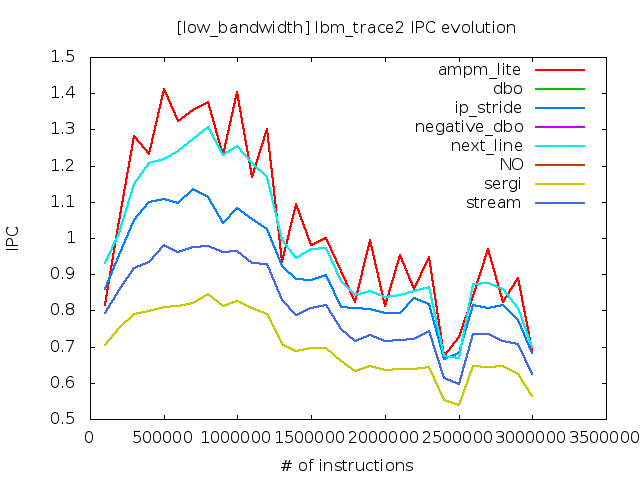 [low_bandwidth] lbm_trace2 IPC evolution
1.5
1.4
1.3
1.2
1.1
1
0.9
0.8
0.7
0.6
0.5
IPC
ampm_lite
dbo
ip_stride
negative_dbo
next_line
NO
sergi
stream
0 500000 1000000 1500000 2000000 2500000 3000000 3500000
# of instructions